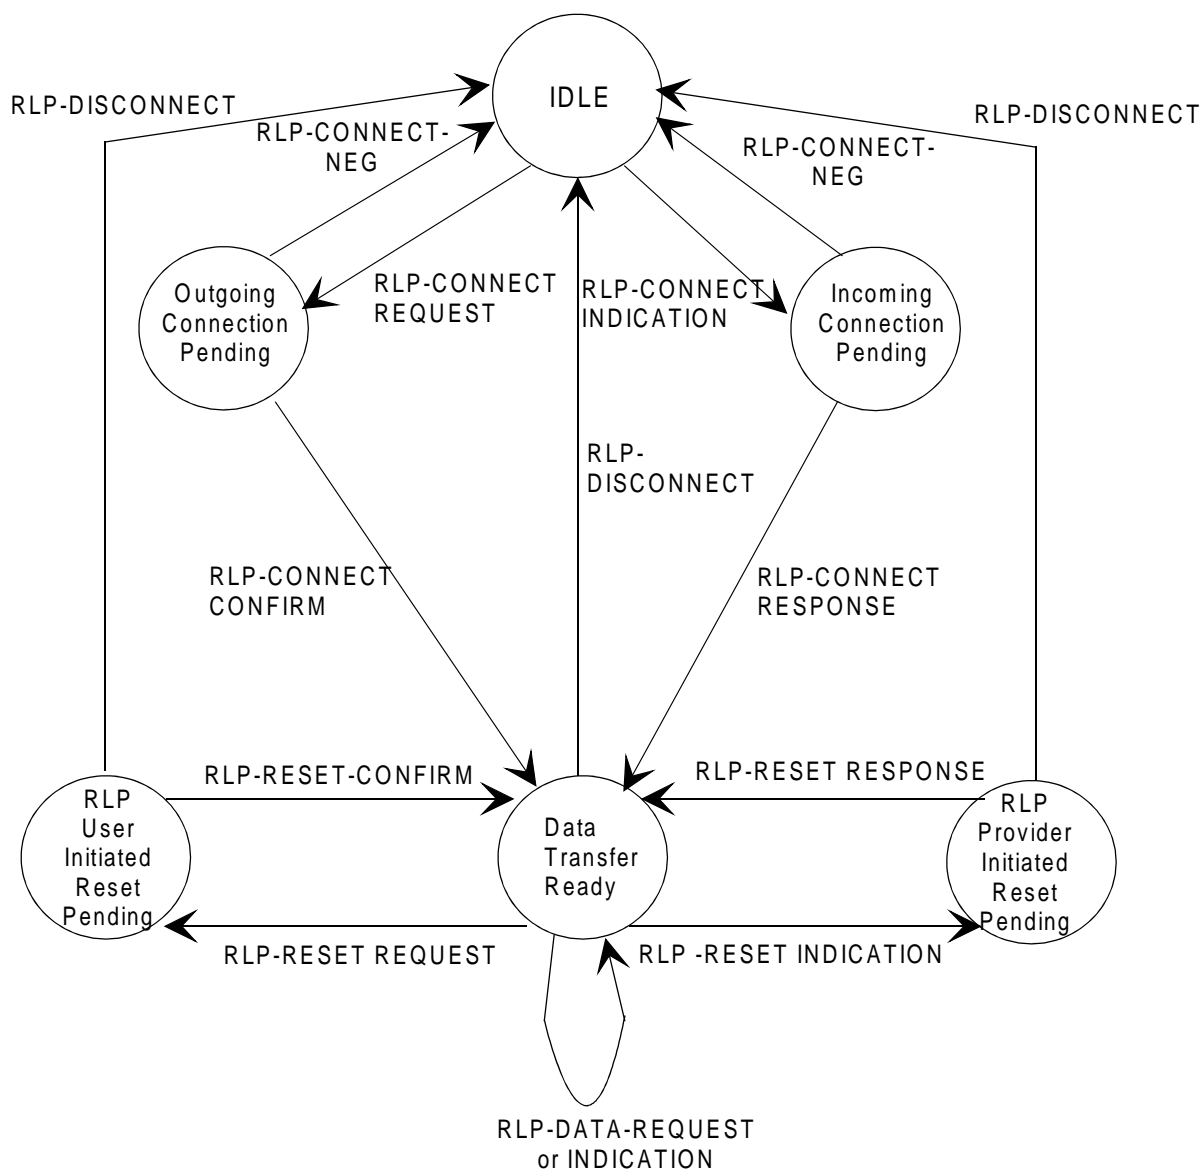 IDLE
RLP-DISCONNECT
RLP-CONNECT-
NEG
RLP-CONNECT-
NEG
RLP-DISCONNECT
Outgoing
Connection
Pending
RLP-CONNECT
REQUEST
RLP-CONNECT
INDICATION
Incoming
Connection
Pending
RLP-
DISCONNECT
RLP-CONNECT
CONFIRM
RLP-CONNECT
RESPONSE
RLP-RESET-CONFIRM
RLP-RESET RESPONSE
RLP
User
Initiated
Reset
Pending
Data
Transfer
Ready
RLP
Provider
Initiated
Reset
Pending
RLP-RESET REQUEST
RLP -RESET INDICATION
RLP-DATA-REQUEST
or INDICATION